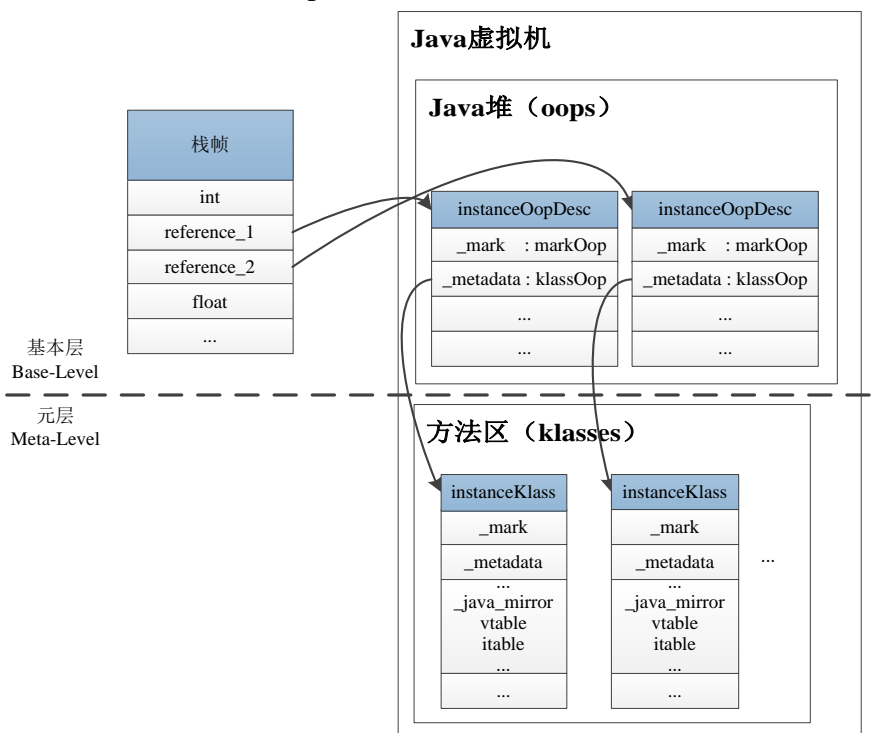 Java虚拟机
Java堆（oops）
栈帧
int
reference_1
reference_2
float
...
instanceOopDesc
_mark : markOop
_metadata : klassOop
...
...
instanceOopDesc
_mark : markOop
_metadata : klassOop
...
...
基本层
Base-Level
元层
Meta-Level
方法区（klasses）
instanceKlass
_mark
_metadata
...
_java_mirror
vtable
itable
...
...
instanceKlass
_mark
_metadata
...
_java_mirror
vtable
itable
...
...
...